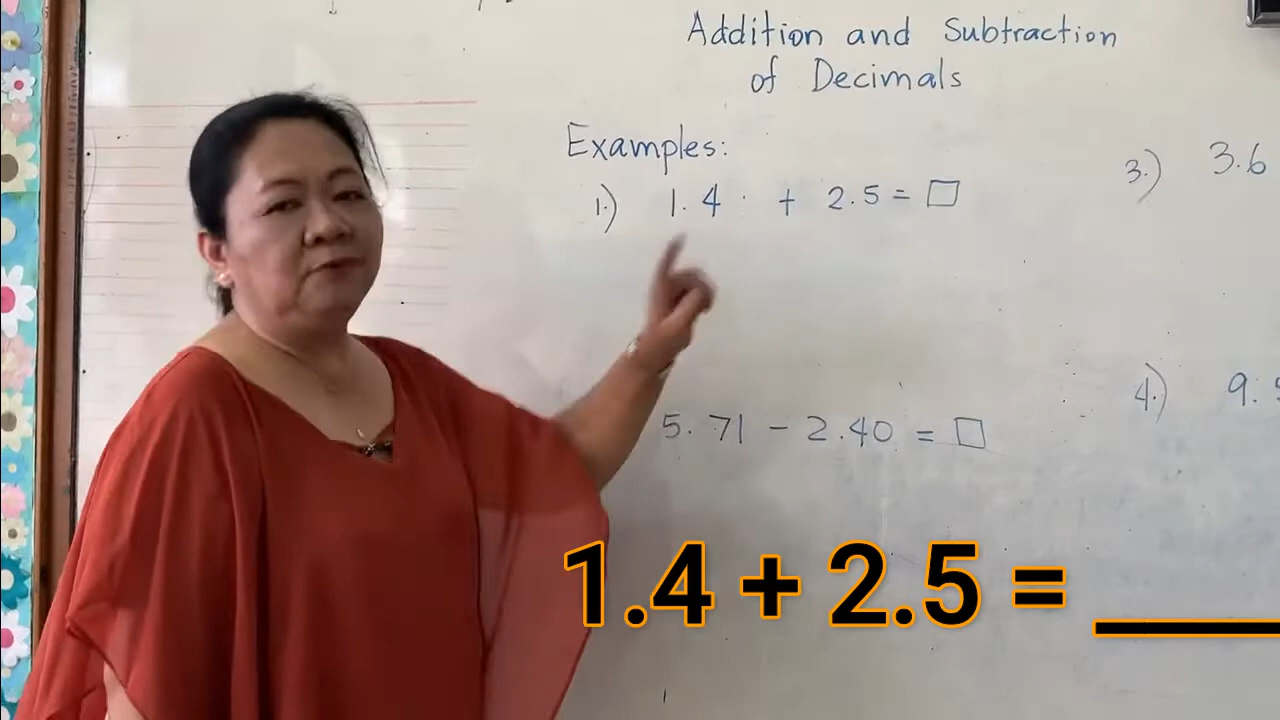 Addition and Subtraction
of Decimals
Examples:
1.) 1.4 + 2.5 = □
5.71 - 2.40 = □
3.) 3.6
4.) 9.
1.4 + 2.5 = ______